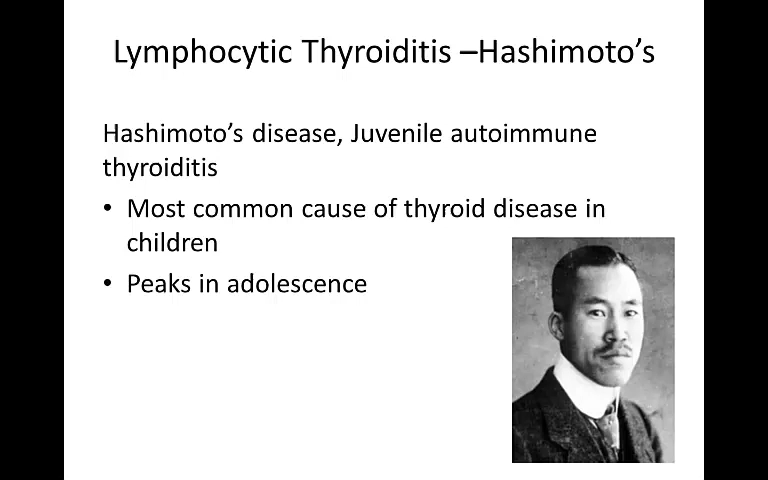 Lymphocytic Thyroiditis –Hashimoto’s
Hashimoto’s disease, Juvenile autoimmune
thyroiditis
• Most common cause of thyroid disease in
children
• Peaks in adolescence